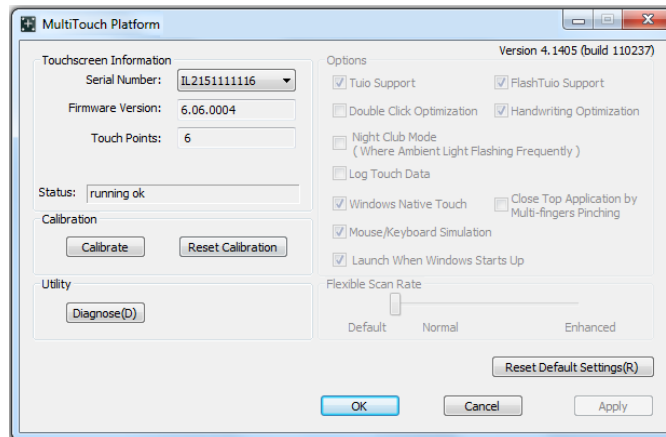 MultiTouch Platform
Version 4.1405 (build 110237)
Touchscreen Information
Serial Number: IL2151111116
Firmware Version: 6.06.0004
Touch Points: 6
Status: running ok
Calibration
Calibrate Reset Calibration
Utility
Diagnose(D)
Options
Tuio Support FlashTuio Support
Double Click Optimization Handwriting Optimization
Night Club Mode
( Where Ambient Light Flashing Frequently )
Log Touch Data
Windows Native Touch Close Top Application by
Multi-fingers Pinching
Mouse/Keyboard Simulation
Launch When Windows Starts Up
Flexible Scan Rate
Default Normal Enhanced
Reset Default Settings(R)
OK Cancel Apply